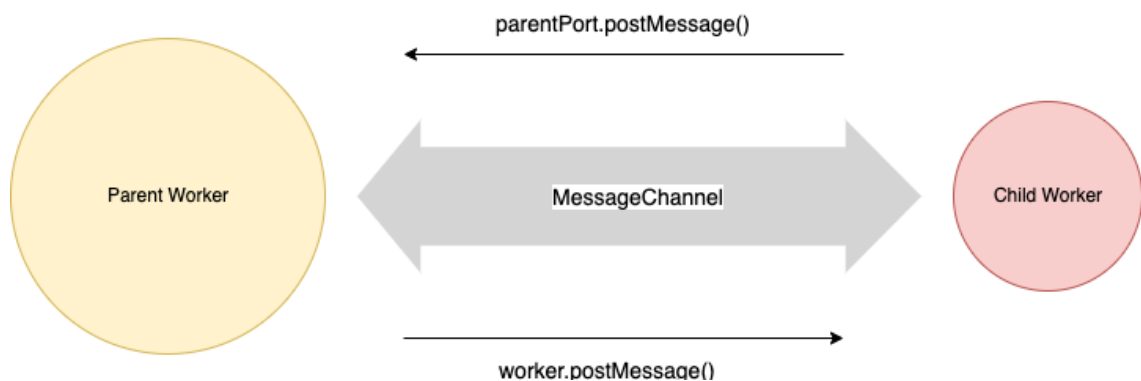 parentPort.postMessage()
Parent Worker
MessageChannel
Child Worker
worker.postMessage()